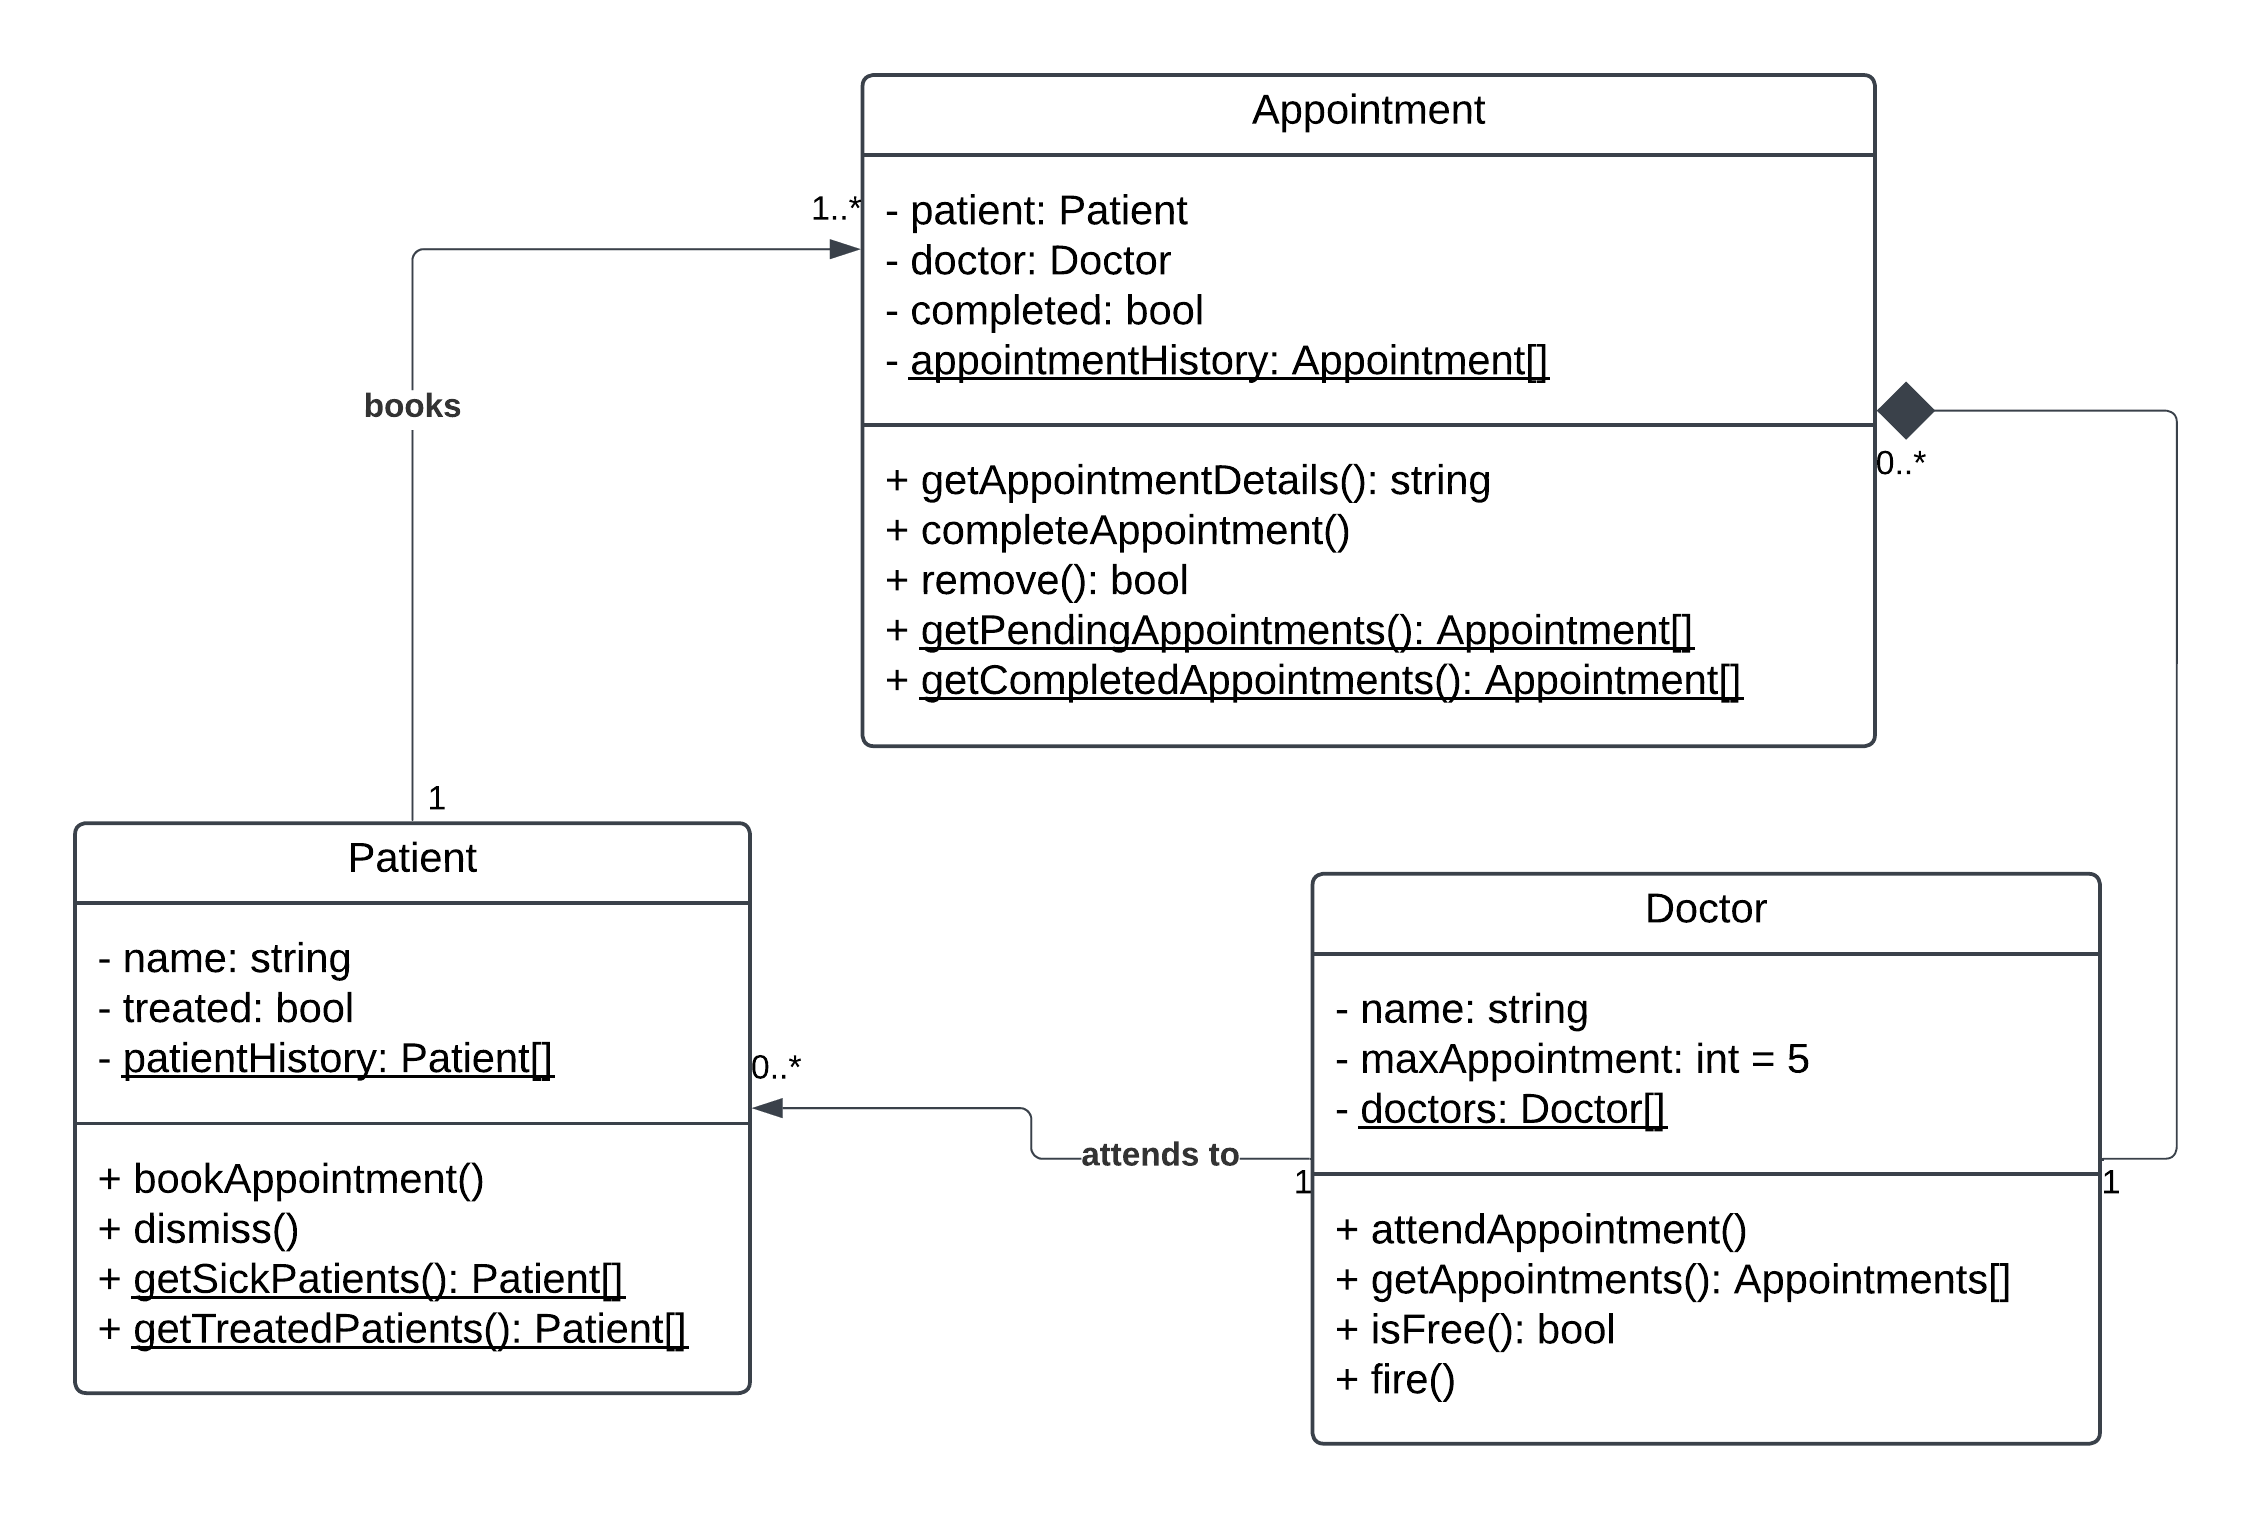 Appointment
1..*
- patient: Patient
- doctor: Doctor
- completed: bool
- appointmentHistory: Appointment[]
books
0..*
+ getAppointmentDetails(): string
+ completeAppointment()
+ remove(): bool
+ getPendingAppointments(): Appointment[]
+ getCompletedAppointments(): Appointment[]
1
Patient
- name: string
- treated: bool
- patientHistory: Patient[]
0..*
+ bookAppointment()
+ dismiss()
+ getSickPatients(): Patient[]
+ getTreatedPatients(): Patient[]
attends to
1
Doctor
- name: string
- maxAppointment: int = 5
- doctors: Doctor[]
1
+ attendAppointment()
+ getAppointments(): Appointments[]
+ isFree(): bool
+ fire()